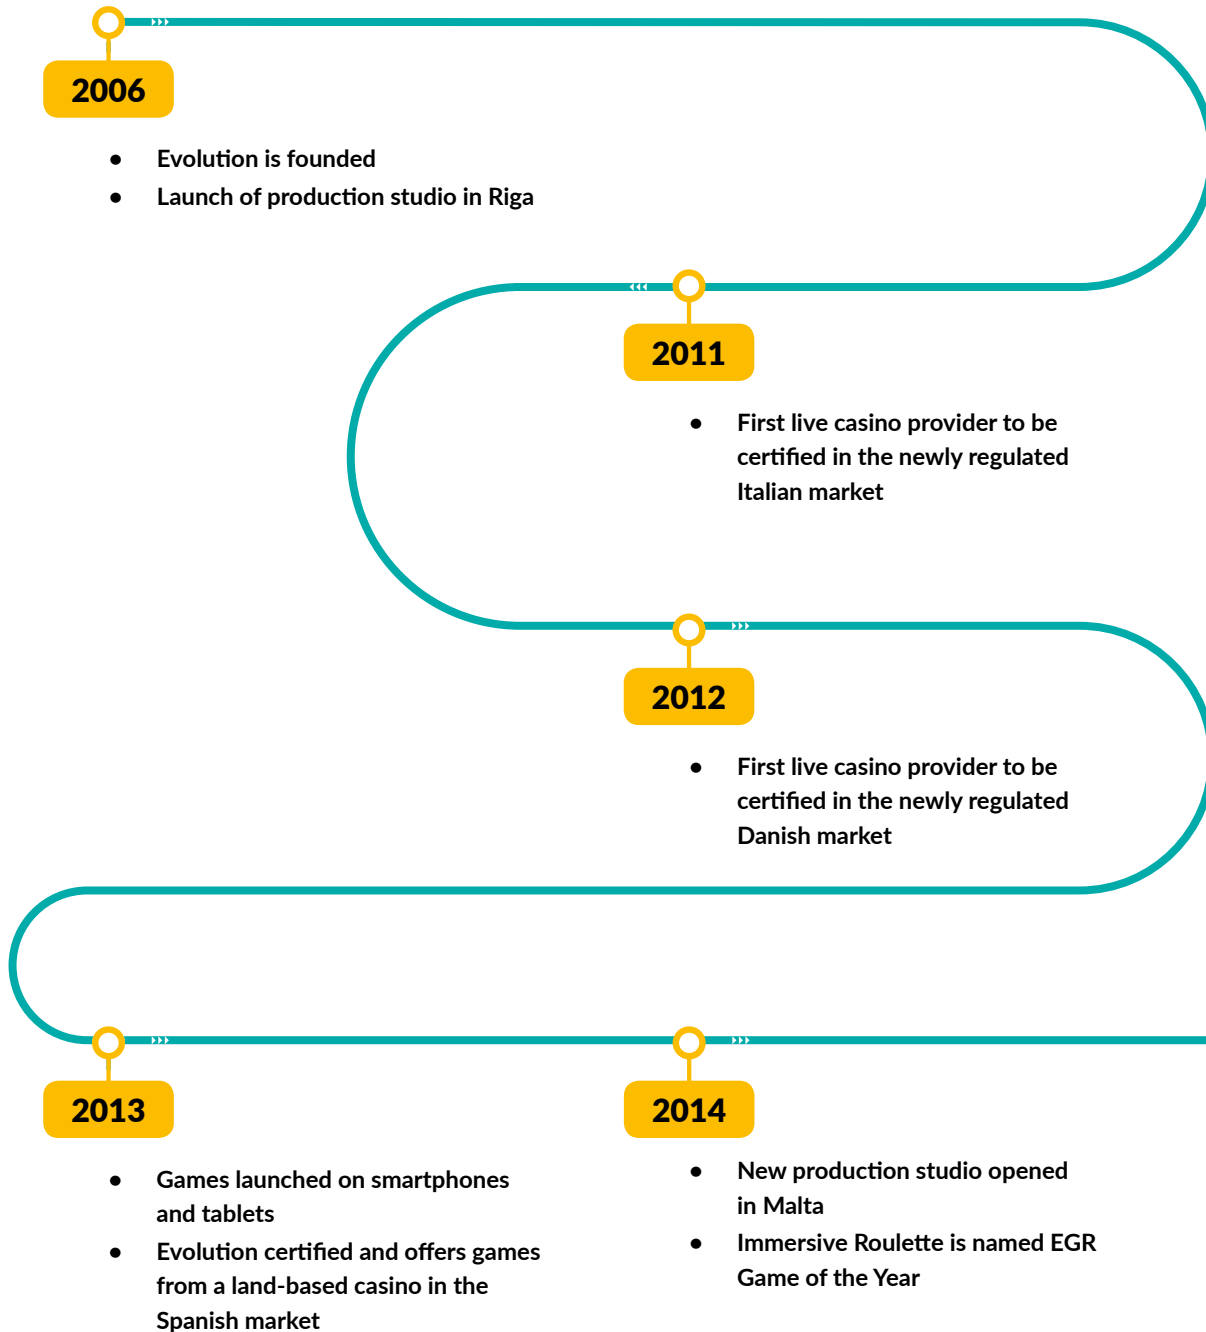 2006
● Evolution is founded
● Launch of production studio in Riga
2011
● First live casino provider to be
certified in the newly regulated
Italian market
2012
● First live casino provider to be
certified in the newly regulated
Danish market
2013
● Games launched on smartphones
and tablets
● Evolution certified and offers games
from a land-based casino in the
Spanish market
2014
● New production studio opened
in Malta
● Immersive Roulette is named EGR
Game of the Year